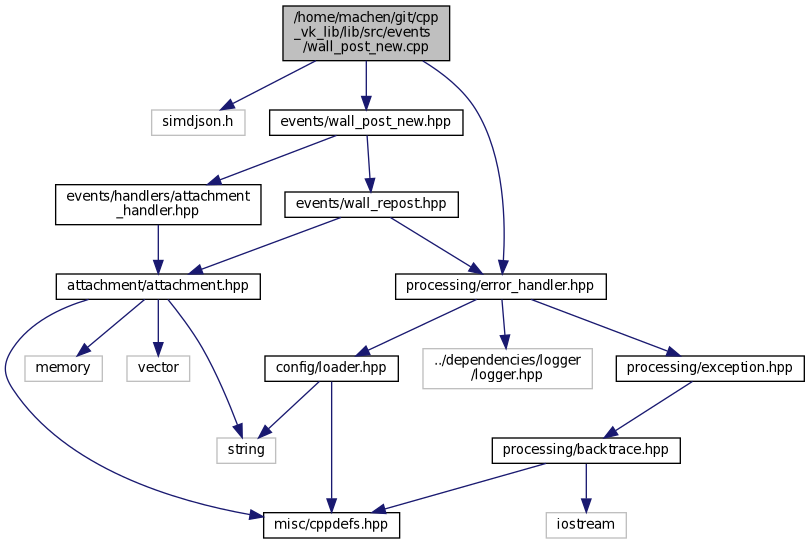 /home/machen/git/cpp
_vk_lib/lib/src/events
/wall_post_new.cpp
simdjson.h
events/wall_post_new.hpp
events/handlers/attachment
_handler.hpp
events/wall_repost.hpp
attachment/attachment.hpp
processing/error_handler.hpp
memory
vector
config/loader.hpp
../dependencies/logger
/logger.hpp
processing/exception.hpp
string
processing/backtrace.hpp
misc/cppdefs.hpp
iostream